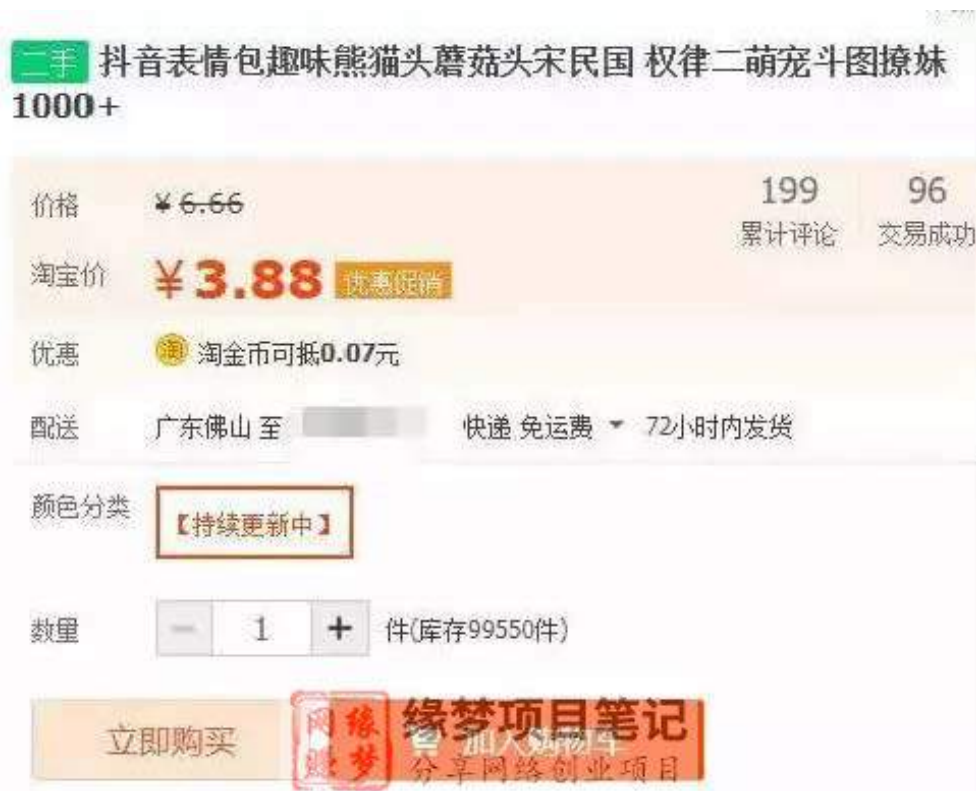 二手 抖音表情包趣味熊猫头蘑菇头宋民国 权律二萌宠斗图撩妹
1000+
价格 ¥6.66
199 96
累计评论 交易成功
淘宝价 ¥3.88 优惠促销
优惠 淘 淘金币可抵0.07元
配送 广东佛山 至 快递 免运费 72小时内发货
颜色分类 【持续更新中】
数量 − 1 + 件(库存99550件)
立即购买 加入购物车
缘梦项目笔记
分享网络创业项目
缘梦
网赚